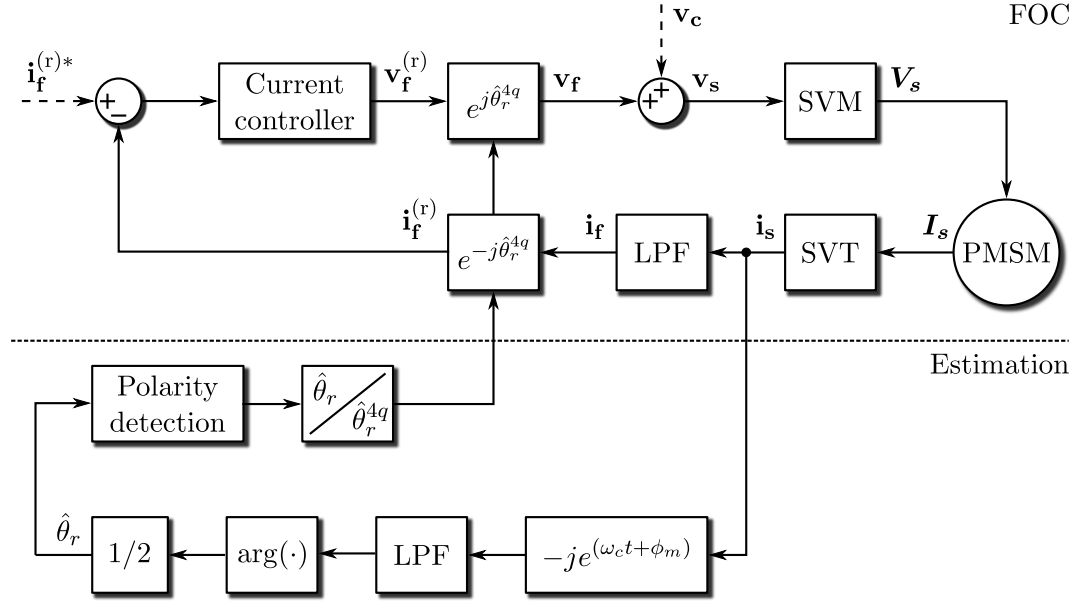 v_c
FOC
i_f^{(r)*}
+
−
Current
controller
v_f^{(r)}
e^{jθ̂_r^{4q}}
v_f
+
+
v_s
SVM
V_s
i_f^{(r)}
e^{-jθ̂_r^{4q}}
i_f
LPF
i_s
SVT
I_s
PMSM
Estimation
Polarity
detection
θ̂_r
θ̂_r^{4q}
θ̂_r
1/2
arg(·)
LPF
−je^{(ω_c t+ϕ_m)}